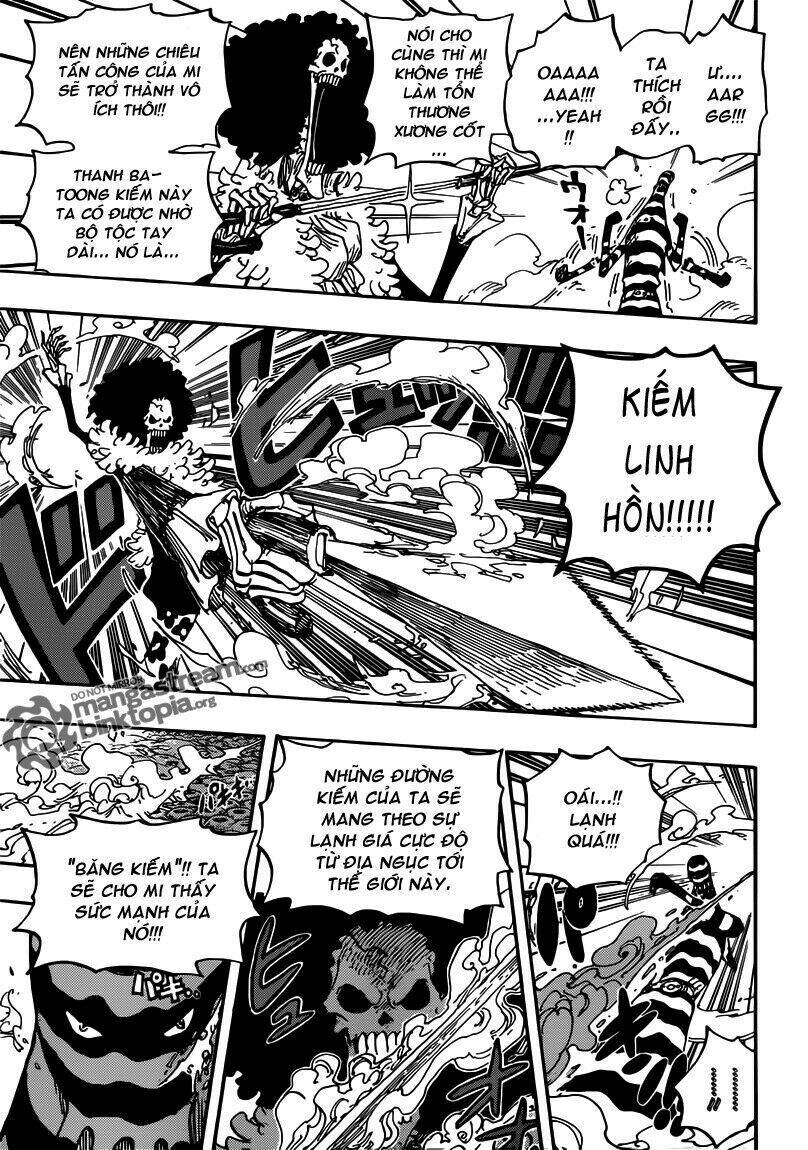 Ư....
AAR
GG!!!
TA
THÍCH
RỒI
ĐẤY..
OAAAA
AAA!!!
...YEAH
!!
NÓI CHO
CÙNG THÌ MI
KHÔNG THỂ
LÀM TỔN
THƯƠNG
XƯƠNG CỐT
...
NÊN NHỮNG CHIÊU
TẤN CÔNG CỦA MI
SẼ TRỞ THÀNH VÔ
ÍCH THÔI!!
THANH BA-
TOONG KIẾM NÀY
TA CÓ ĐƯỢC NHỜ
BỘ TỘC TAY
DÀI... NÓ LÀ...
ウォー
KIẾM
LINH
HỒN!!!!!
DO NOT MIRROR
mangastream.com
binktopia.org
OÁI...!!
LẠNH
QUÁ!!!
NHỮNG ĐƯỜNG
KIẾM CỦA TA SẼ
MANG THEO SỰ
LẠNH GIÁ CỰC ĐỘ
TỪ ĐỊA NGỤC TỚI
THẾ GIỚI NÀY.
"BĂNG KIẾM"!! TA
SẼ CHO MI THẤY
SỨC MẠNH CỦA
NÓ!!!